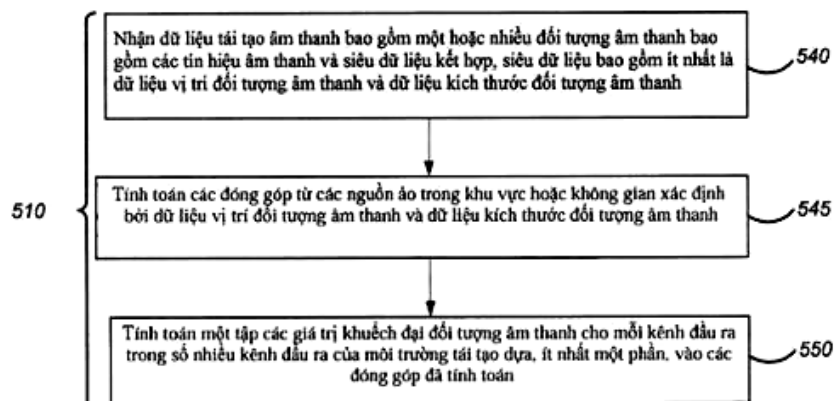 Nhận dữ liệu tái tạo âm thanh bao gồm một hoặc nhiều đối tượng âm thanh bao
gồm các tin hiệu âm thanh và siêu dữ liệu kết hợp, siêu dữ liệu bao gồm ít nhất là
dữ liệu vị trí đối tượng âm thanh và dữ liệu kích thước đối tượng âm thanh
540
510
Tính toán các đóng góp từ các nguồn ảo trong khu vực hoặc không gian xác định
bởi dữ liệu vị trí đối tượng âm thanh và dữ liệu kích thước đối tượng âm thanh
545
Tính toán một tập các giá trị khuếch đại đối tượng âm thanh cho mỗi kênh đầu ra
trong số nhiều kênh đầu ra của môi trường tái tạo dựa, ít nhất một phần, vào các
đóng góp đã tính toán
550